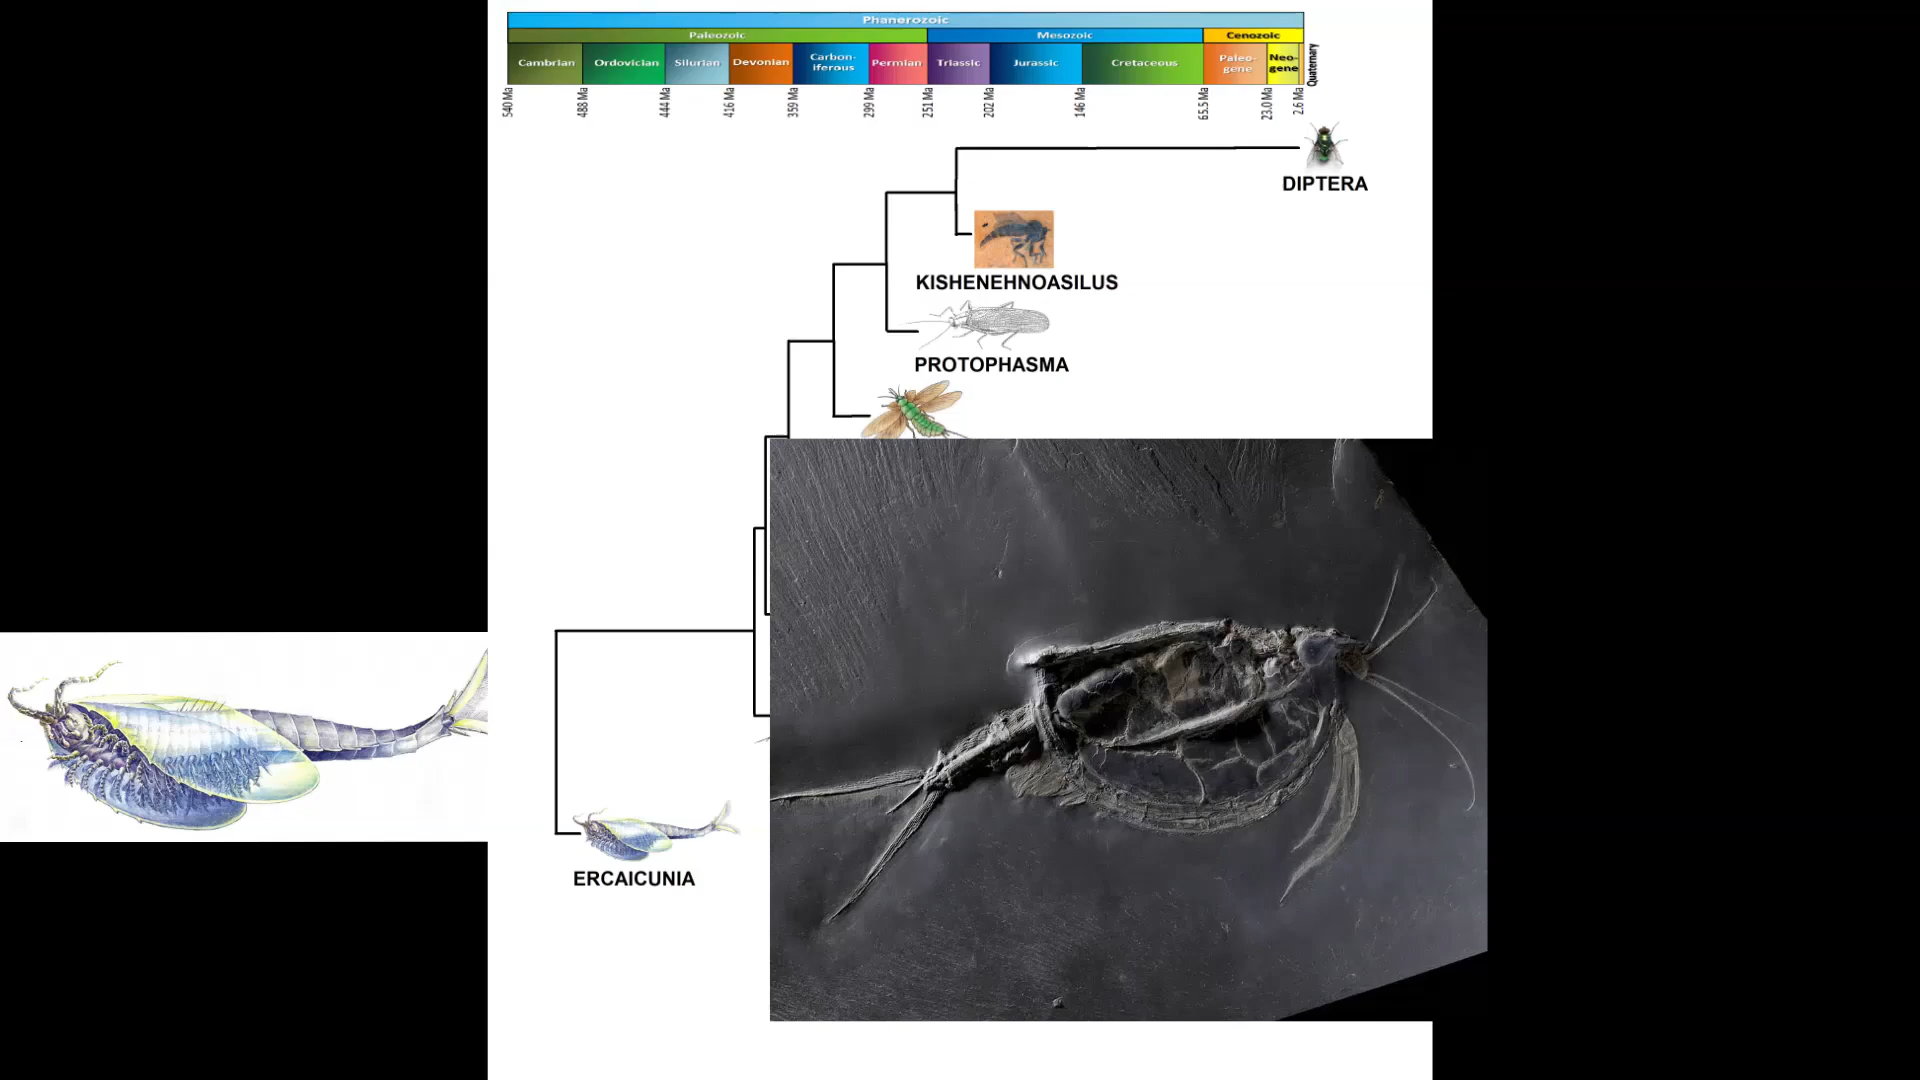 Phanerozoic
Paleozoic Mesozoic Cenozoic
Cambrian Ordovician Silurian Devonian Carbon-iferous Permian Triassic Jurassic Cretaceous Paleo-gene Neo-gene Quaternary
540 Ma 488 Ma 444 Ma 416 Ma 359 Ma 299 Ma 251 Ma 202 Ma 146 Ma 65.5 Ma 23.0 Ma 2.6 Ma
DIPTERA
KISHENEHNOASILUS
PROTOPHASMA
ERCAICUNIA